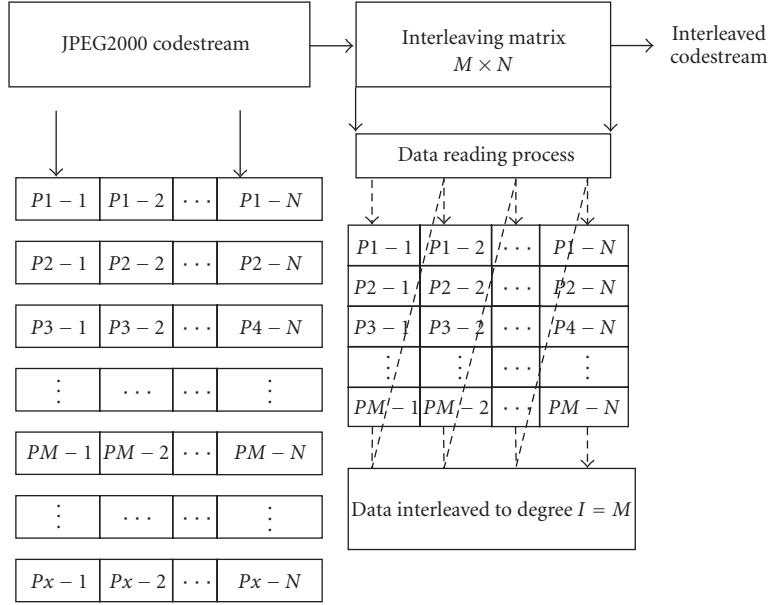 JPEG2000 codestream
Interleaving matrix
M × N
Interleaved
codestream
Data reading process
P1 − 1 P1 − 2 · · · P1 − N
P2 − 1 P2 − 2 · · · P2 − N
P3 − 1 P3 − 2 · · · P4 − N
⋮ · · · · · · ⋮
PM − 1 PM − 2 · · · PM − N
⋮ · · · · · · ⋮
Px − 1 Px − 2 · · · Px − N
P1 − 1 P1 − 2 · · · P1 − N
P2 − 1 P2 − 2 · · · P2 − N
P3 − 1 P3 − 2 · · · P4 − N
⋮ ⋮ · · · ⋮
PM − 1 PM − 2 · · · PM − N
Data interleaved to degree I = M